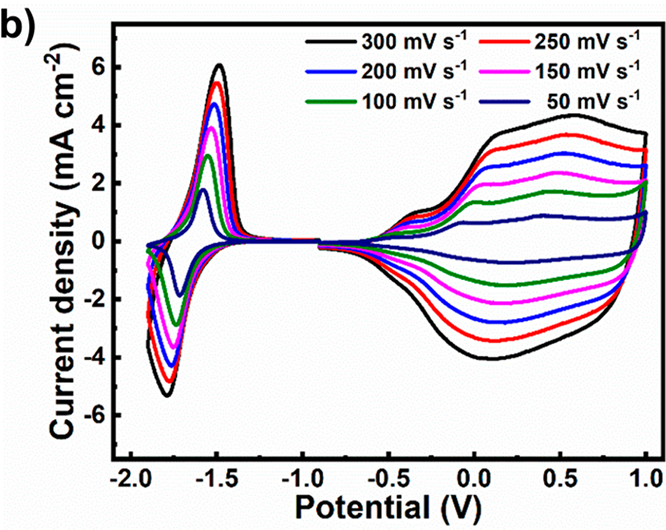 b)
300 mV s⁻¹ 250 mV s⁻¹
200 mV s⁻¹ 150 mV s⁻¹
100 mV s⁻¹ 50 mV s⁻¹
Current density (mA cm⁻²)
6
4
2
0
-2
-4
-6
-2.0 -1.5 -1.0 -0.5 0.0 0.5 1.0
Potential (V)